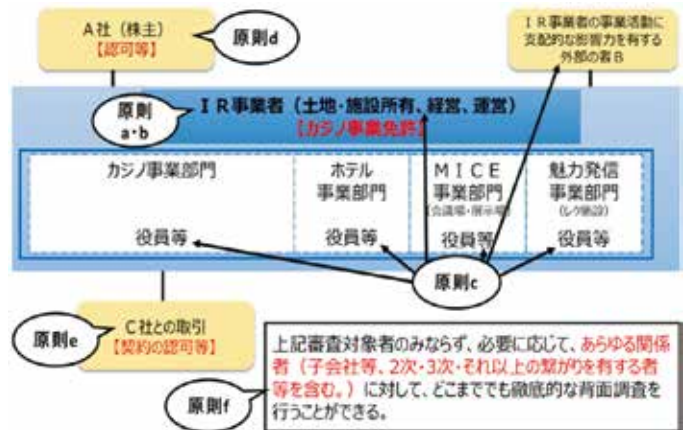 A社（株主）
【認可等】
原則d
ＩＲ事業者の事業活動に
支配的な影響力を有する
外部の者Ｂ
原則
a・b
ＩＲ事業者（土地・施設所有、経営、運営）
【カジノ事業免許】
カジノ事業部門
役員等
ホテル
事業部門
役員等
ＭＩＣＥ
事業部門
（会議場・展示場）
役員等
魅力発信
事業部門
（レク施設）
役員等
原則c
原則e
C社との取引
【契約の認可等】
原則f
上記審査対象者のみならず、必要に応じて、あらゆる関係
者（子会社等、2次・3次・それ以上の繋がりを有する者
等を含む。）に対して、どこまででも徹底的な背面調査を
行うことができる。